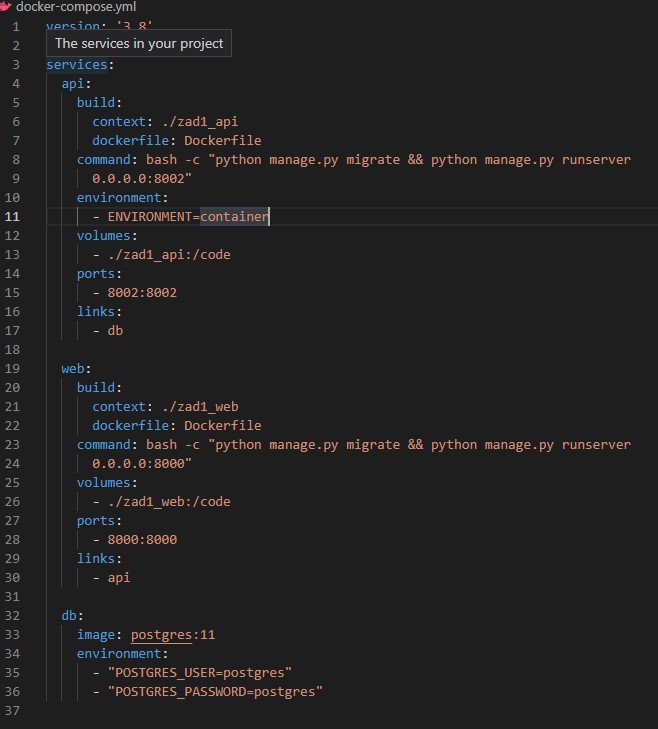 docker-compose.yml
1 version: '3.8'
2 The services in your project
3 services:
4 api:
5 build:
6 context: ./zad1_api
7 dockerfile: Dockerfile
8 command: bash -c "python manage.py migrate && python manage.py runserver
9 0.0.0.0:8002"
10 environment:
11 - ENVIRONMENT=container
12 volumes:
13 - ./zad1_api:/code
14 ports:
15 - 8002:8002
16 links:
17 - db
18
19 web:
20 build:
21 context: ./zad1_web
22 dockerfile: Dockerfile
23 command: bash -c "python manage.py migrate && python manage.py runserver
24 0.0.0.0:8000"
25 volumes:
26 - ./zad1_web:/code
27 ports:
28 - 8000:8000
29 links:
30 - api
31
32 db:
33 image: postgres:11
34 environment:
35 - "POSTGRES_USER=postgres"
36 - "POSTGRES_PASSWORD=postgres"
37